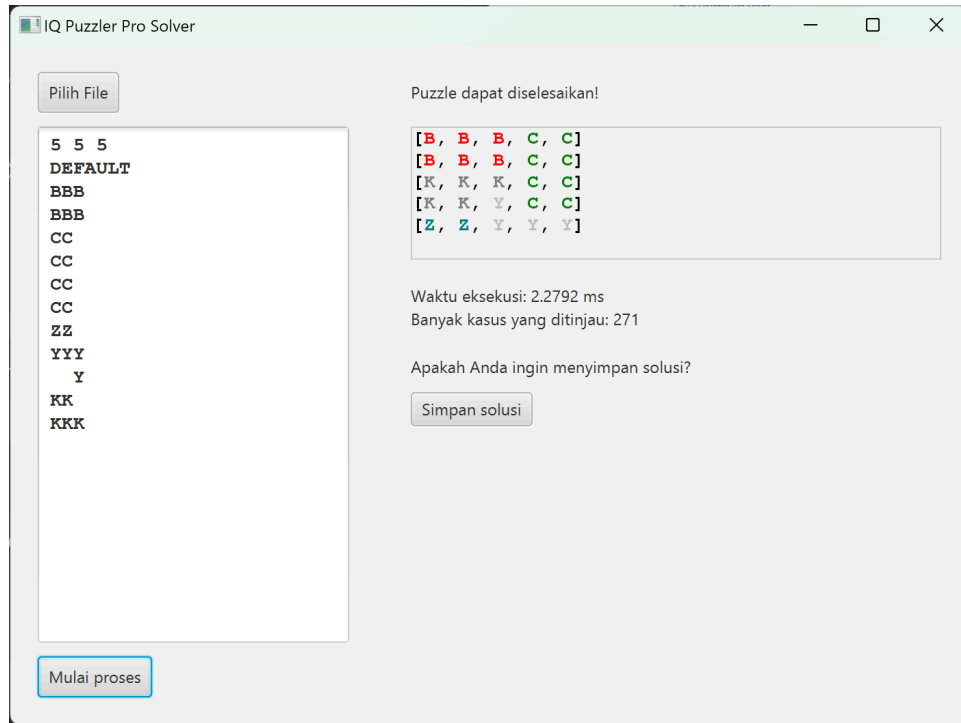 IQ Puzzler Pro Solver
Pilih File
5 5 5
DEFAULT
BBB
BBB
CC
CC
CC
CC
ZZ
YYY
  Y
KK
KKK
Mulai proses
Puzzle dapat diselesaikan!
[B, B, B, C, C]
[B, B, B, C, C]
[K, K, K, C, C]
[K, K, Y, C, C]
[Z, Z, Y, Y, Y]
Waktu eksekusi: 2.2792 ms
Banyak kasus yang ditinjau: 271
Apakah Anda ingin menyimpan solusi?
Simpan solusi